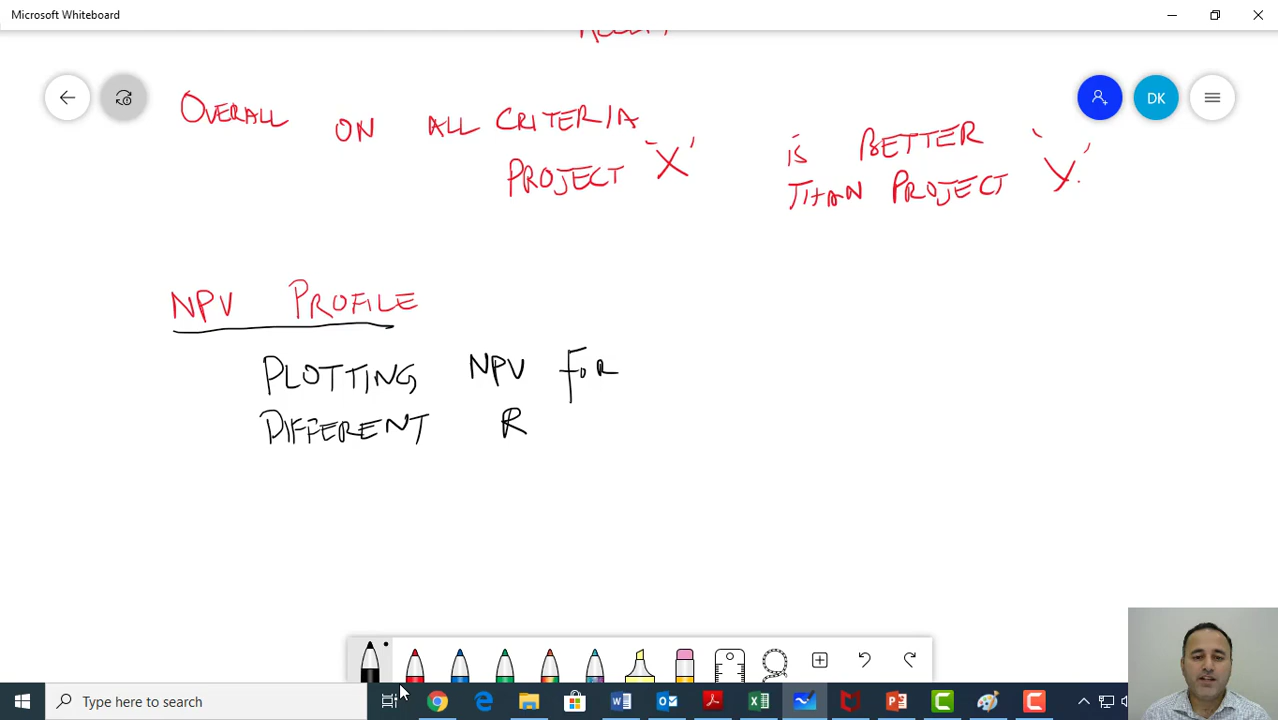 Microsoft Whiteboard
OVERALL ON ALL CRITERIA
PROJECT 'X' is BETTER
THAN PROJECT 'Y'.
DK
NPV PROFILE
PLOTTING NPV FOR
DIFFERENT R
Type here to search